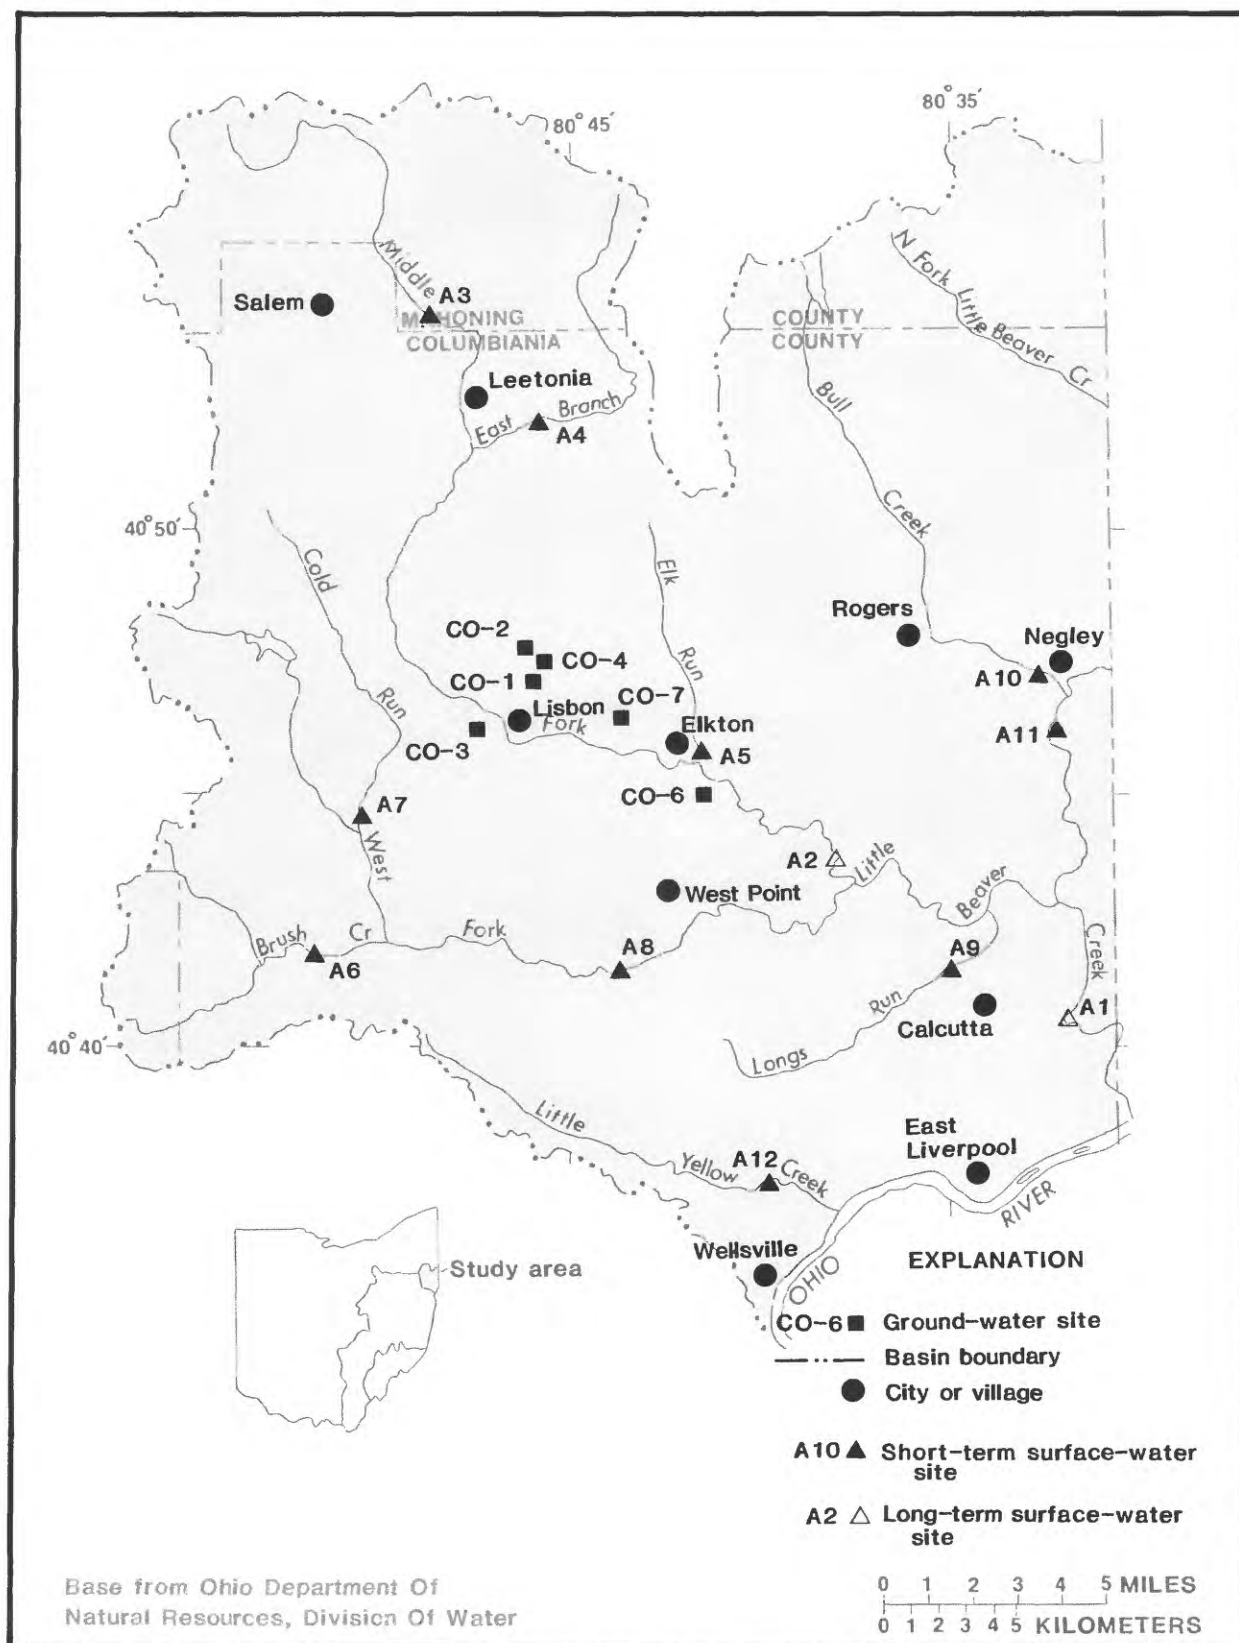 80°45′
80°35′
N Fork Little Beaver Cr
Middle
A3
Salem
MAHONING COUNTY
COLUMBIANIA COUNTY
Leetonia
East Branch
A4
Bull Creek
40°50′
Cold Run
Elk Run
Rogers
Negley
CO-2
CO-4
CO-1
CO-7
A10
Lisbon
Fork
Elkton
A11
CO-3
A5
CO-6
A7
West
A2
Little Beaver Creek
West Point
Brush Cr
Fork
A6
A8
A9
Longs Run
Calcutta
A1
40°40′
Little Yellow Creek
A12
East
Liverpool
OHIO RIVER
Wellsville
Study area
EXPLANATION
CO-6 Ground-water site
Basin boundary
City or village
A10 Short-term surface-water
site
A2 Long-term surface-water
site
Base from Ohio Department Of
Natural Resources, Division Of Water
0 1 2 3 4 5 MILES
0 1 2 3 4 5 KILOMETERS